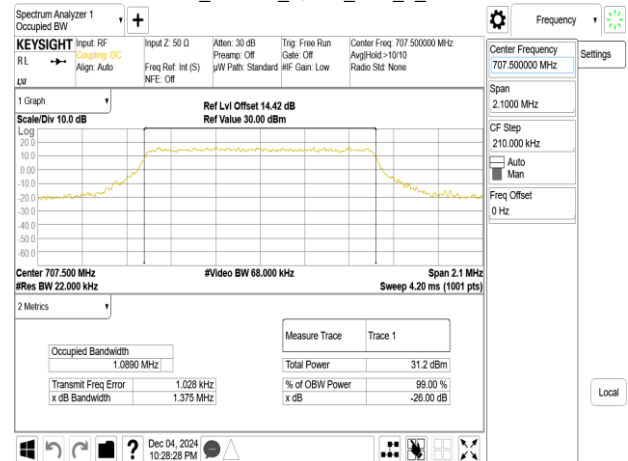 Spectrum Analyzer 1
Occupied BW
Frequency
KEYSIGHT
RL
Input: RF
Coupling: DC
Align: Auto
Input Z: 50 Ω
Freq Ref: Int (S)
NFE: Off
Atten: 30 dB
Preamp: Off
µW Path: Standard
Trig: Free Run
Gate: Off
#IF Gain: Low
Center Freq: 707.500000 MHz
Avg|Hold:>10/10
Radio Std: None
LXI
1 Graph
Scale/Div 10.0 dB
Ref Lvl Offset 14.42 dB
Ref Value 30.00 dBm
Log
20.0
10.0
0.00
-10.0
-20.0
-30.0
-40.0
-50.0
-60.0
Center 707.500 MHz
#Res BW 22.000 kHz
#Video BW 68.000 kHz
Span 2.1 MHz
Sweep 4.20 ms (1001 pts)
2 Metrics
Occupied Bandwidth
1.0890 MHz
Transmit Freq Error 1.028 kHz
x dB Bandwidth 1.375 MHz
Measure Trace Trace 1
Total Power 31.2 dBm
% of OBW Power 99.00 %
x dB -26.00 dB
Center Frequency
707.500000 MHz
Span
2.1000 MHz
CF Step
210.000 kHz
Auto
Man
Freq Offset
0 Hz
Settings
Local
?
Dec 04, 2024
10:28:28 PM